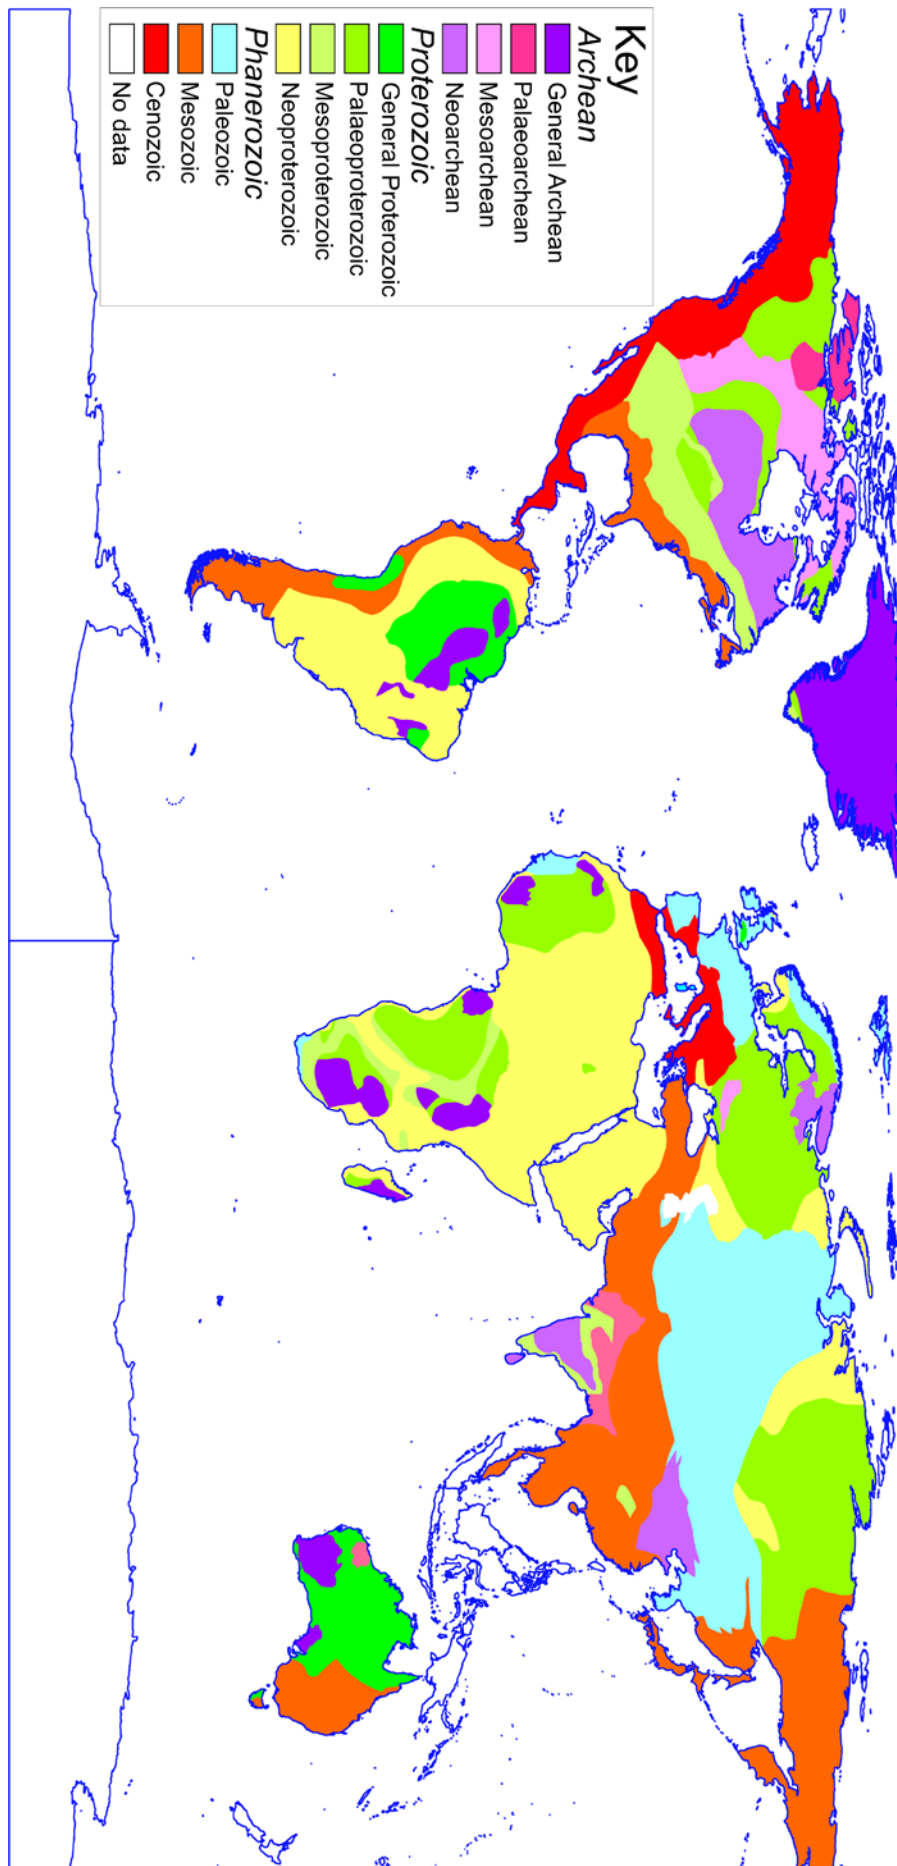 Key
Archean
General Archean
Palaeoarchean
Mesoarchean
Neoarchean
Proterozoic
General Proterozoic
Palaeoproterozoic
Mesoproterozoic
Neoproterozoic
Phanerozoic
Paleozoic
Mesozoic
Cenozoic
No data